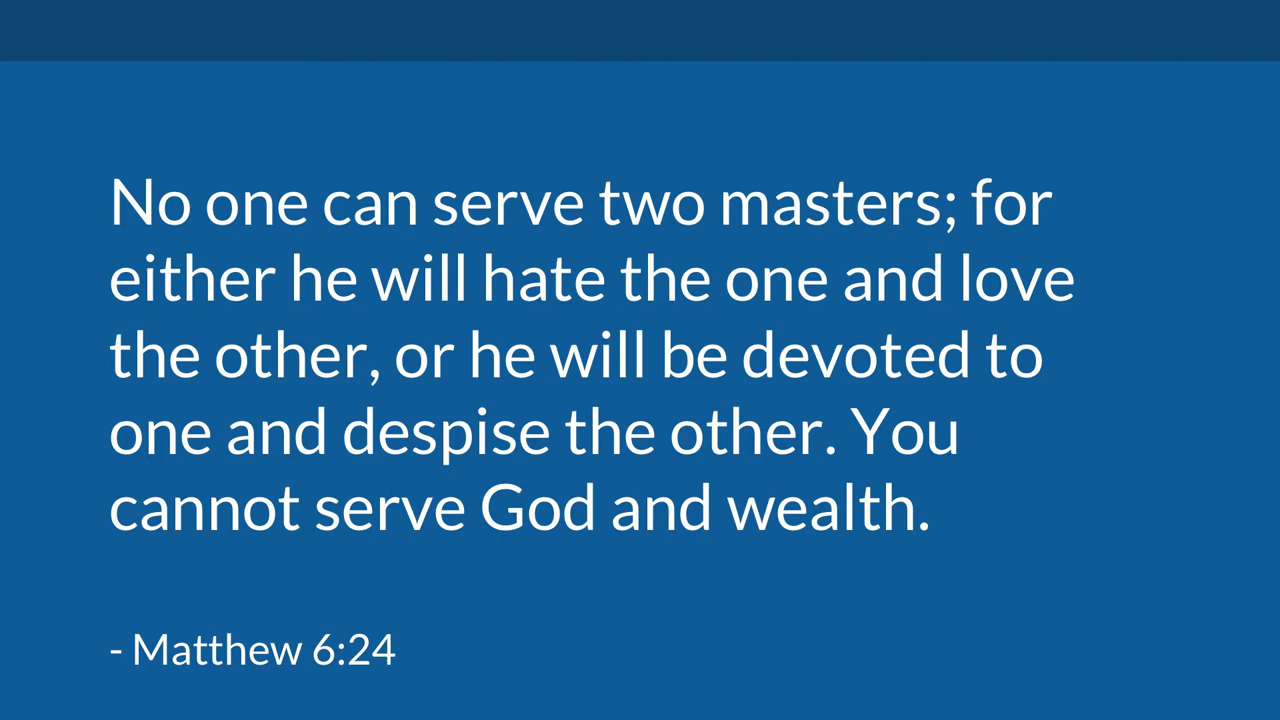 No one can serve two masters; for
either he will hate the one and love
the other, or he will be devoted to
one and despise the other. You
cannot serve God and wealth.
- Matthew 6:24